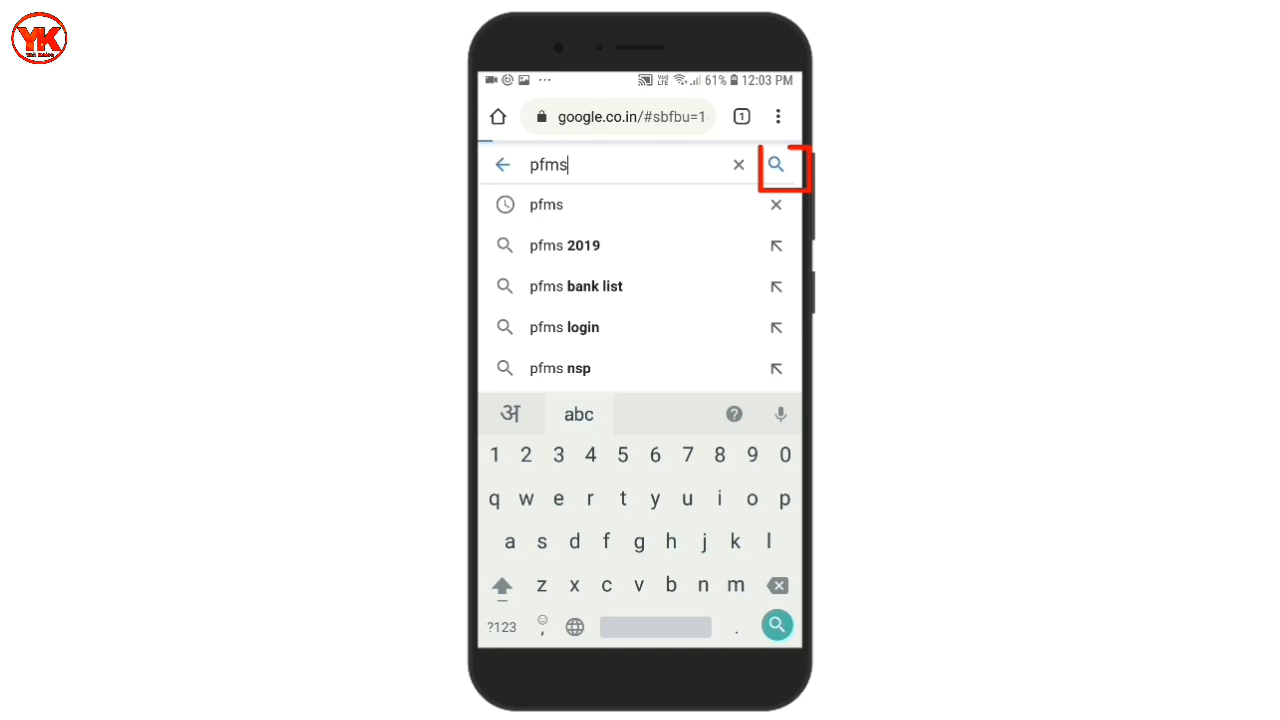 YK
61% 12:03 PM
google.co.in/#sbfbu=1
1
pfms
pfms
pfms 2019
pfms bank list
pfms login
pfms nsp
अ abc
1 2 3 4 5 6 7 8 9 0
q w e r t y u i o p
a s d f g h j k l
z x c v b n m
?123 , .